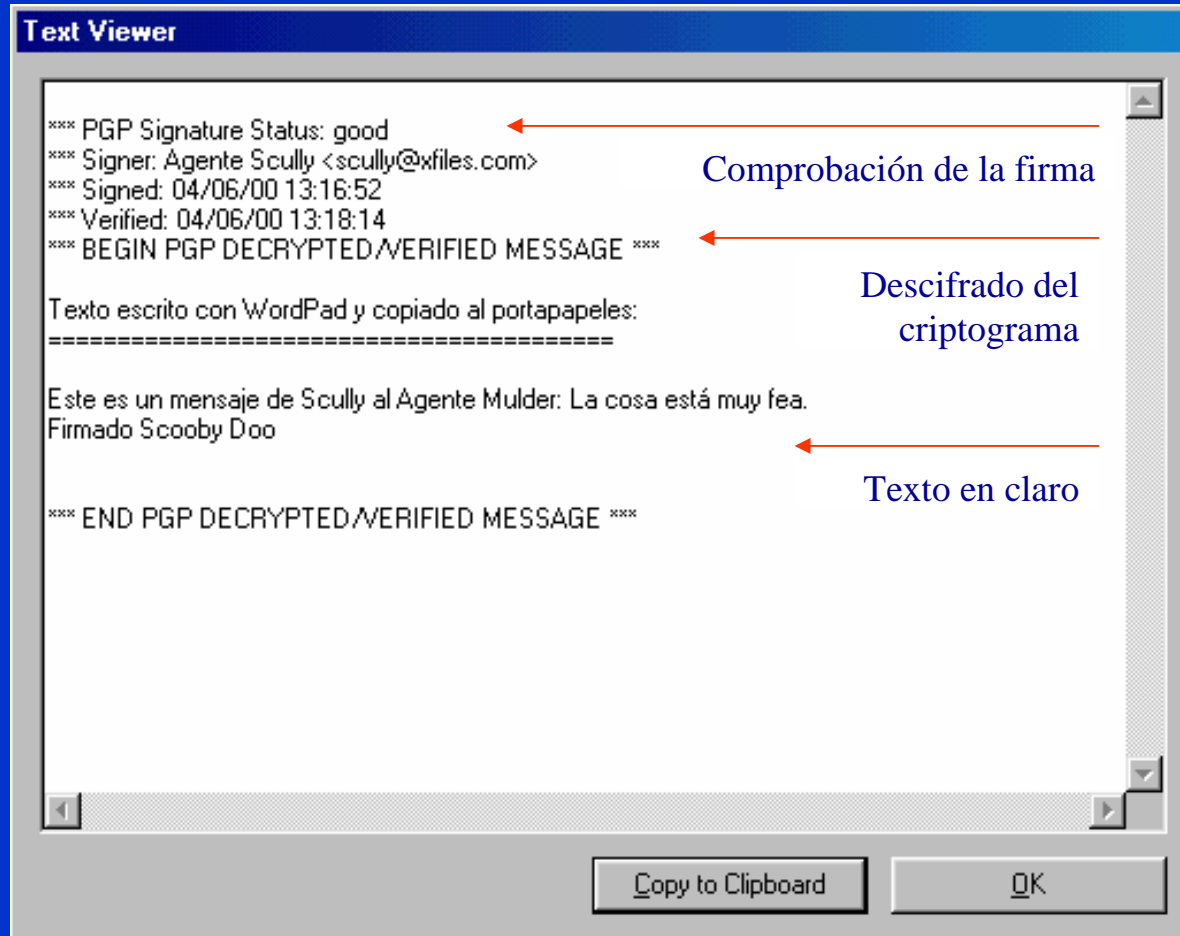 Text Viewer
*** PGP Signature Status: good
*** Signer: Agente Scully <scully@xfiles.com>
*** Signed: 04/06/00 13:16:52
*** Verified: 04/06/00 13:18:14
*** BEGIN PGP DECRYPTED/VERIFIED MESSAGE ***
Comprobación de la firma
Descifrado del
criptograma
Texto escrito con WordPad y copiado al portapapeles:
=========================================
Este es un mensaje de Scully al Agente Mulder: La cosa está muy fea.
Firmado Scooby Doo
Texto en claro
*** END PGP DECRYPTED/VERIFIED MESSAGE ***
Copy to Clipboard
OK